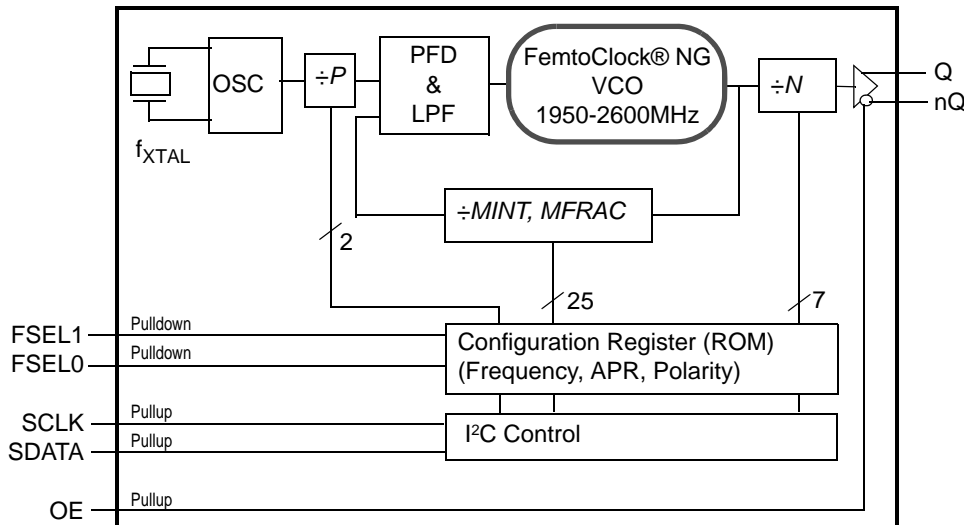 OSC
÷P
PFD
&
LPF
FemtoClock® NG
VCO
1950-2600MHz
÷N
Q
nQ
fXTAL
÷MINT, MFRAC
2
25
7
FSEL1
Pulldown
FSEL0
Pulldown
Configuration Register (ROM)
(Frequency, APR, Polarity)
SCLK
Pullup
SDATA
Pullup
I²C Control
OE
Pullup